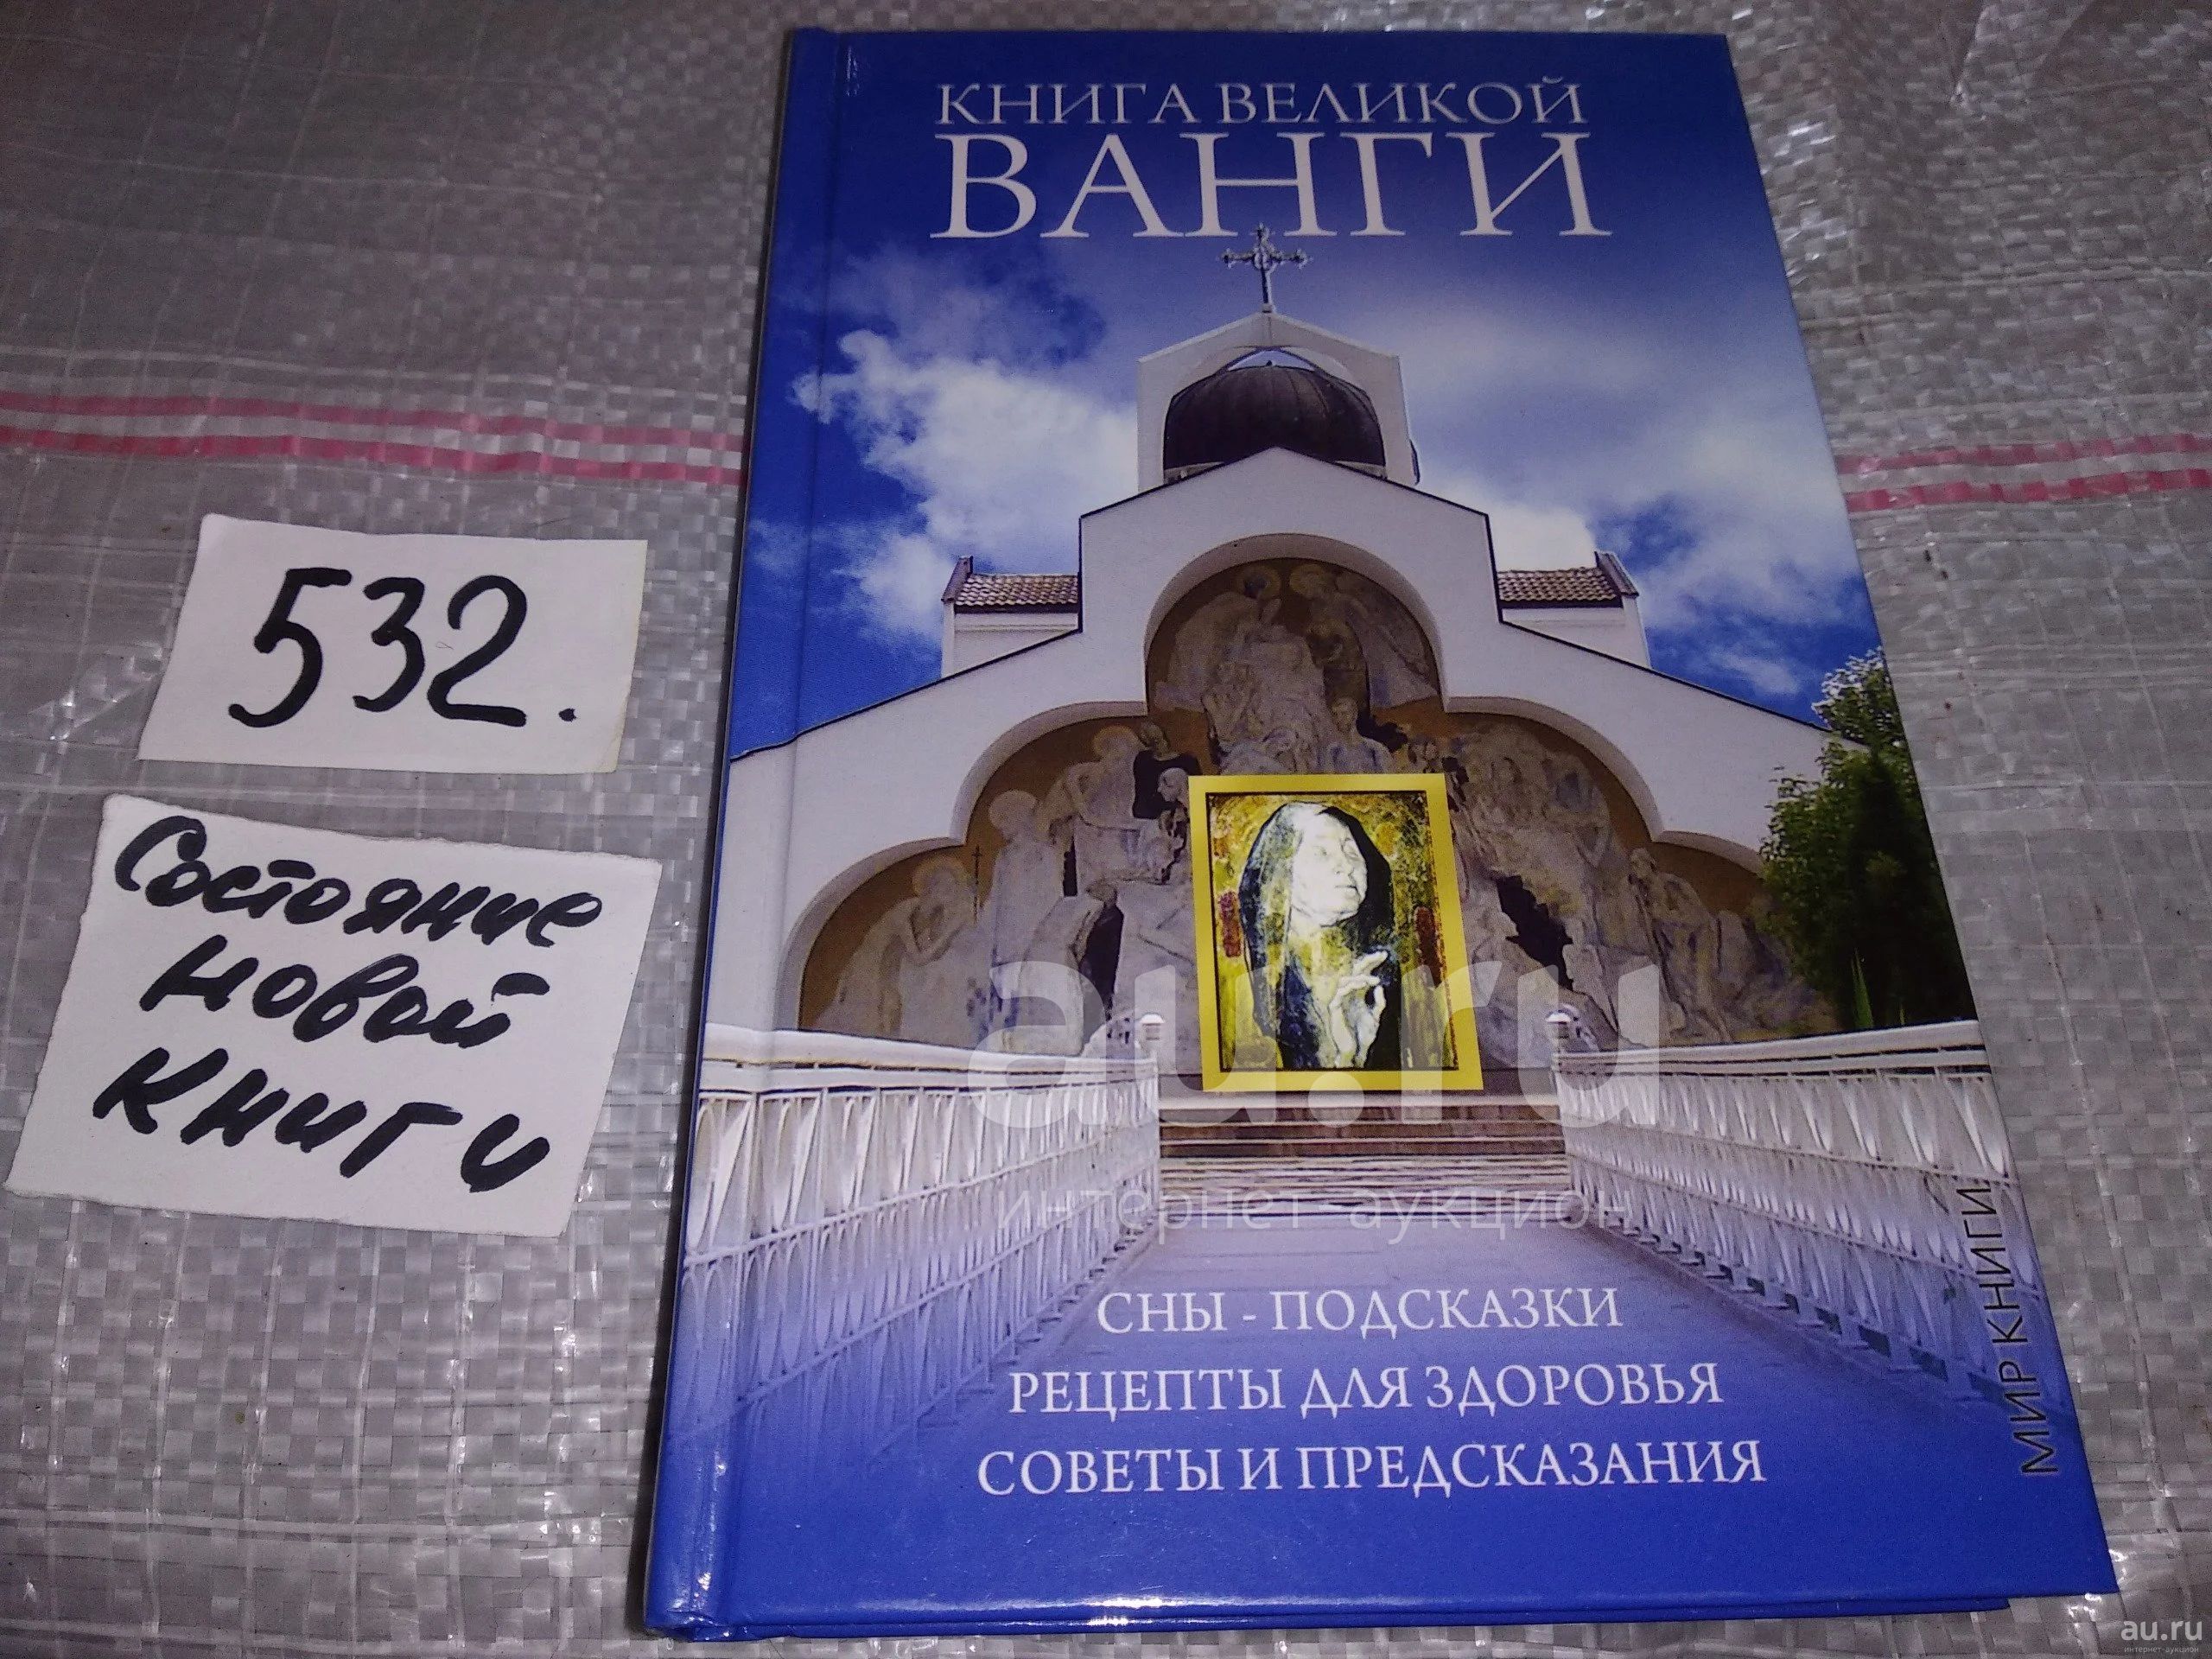 КНИГА ВЕЛИКОЙ
ВАНГИ
532.
Состояние
новой
книги
au.ru
интернет-аукцион
СНЫ - ПОДСКАЗКИ
РЕЦЕПТЫ ДЛЯ ЗДОРОВЬЯ
СОВЕТЫ И ПРЕДСКАЗАНИЯ
МИР КНИГИ
au.ru
интернет-аукцион